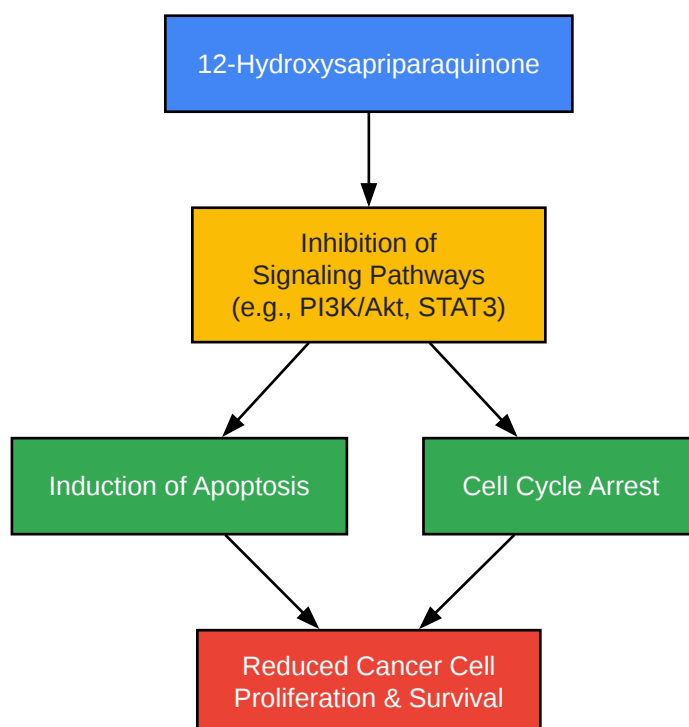 12-Hydroxysapriparaquinone
Inhibition of
Signaling Pathways
(e.g., PI3K/Akt, STAT3)
Induction of Apoptosis
Cell Cycle Arrest
Reduced Cancer Cell
Proliferation & Survival